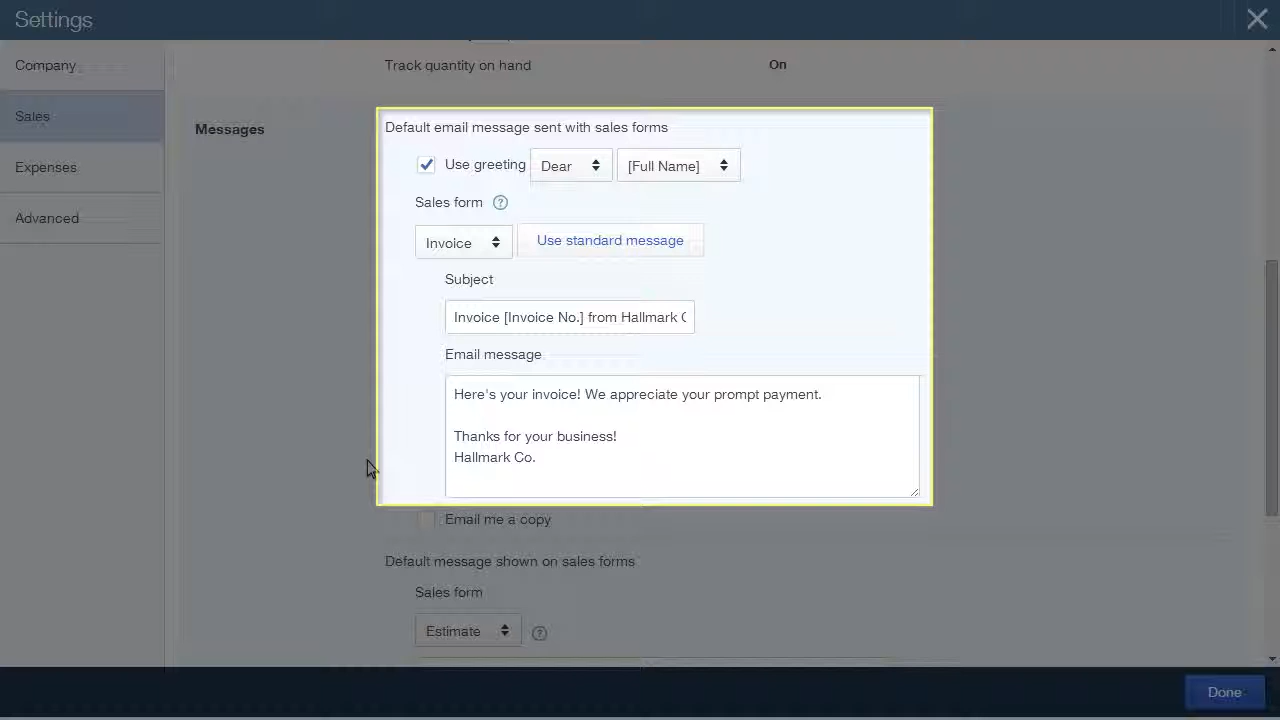 Settings
Company
Track quantity on hand On
Sales
Messages
Default email message sent with sales forms
Use greeting Dear [Full Name]
Expenses
Sales form ?
Advanced
Invoice Use standard message
Subject
Invoice [Invoice No.] from Hallmark C
Email message
Here's your invoice! We appreciate your prompt payment.
Thanks for your business!
Hallmark Co.
Email me a copy
Default message shown on sales forms
Sales form
Estimate ?
Done